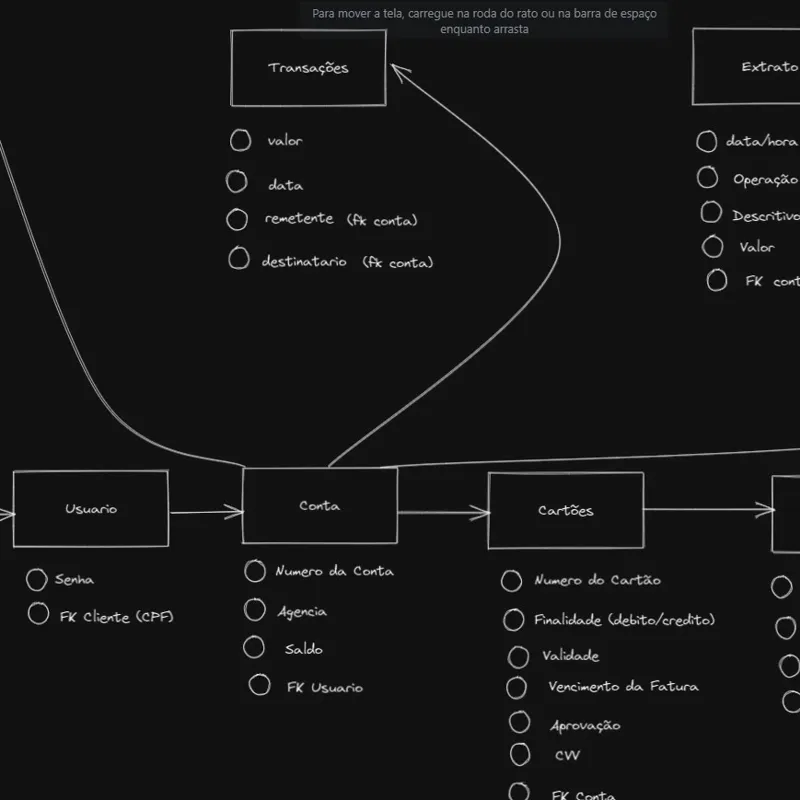 Para mover a tela, carregue na roda do rato ou na barra de espaço
enquanto arrasta
Transações
valor
data
remetente (fk conta)
destinatario (fk conta)
Extrato
data/hora
Operação
Descritivo
Valor
FK cont
Usuario
Senha
FK Cliente (CPF)
Conta
Numero da Conta
Agencia
Saldo
FK Usuario
Cartões
Numero do Cartão
Finalidade (debito/credito)
Validade
Vencimento da Fatura
Aprovação
CVV
FK Conta